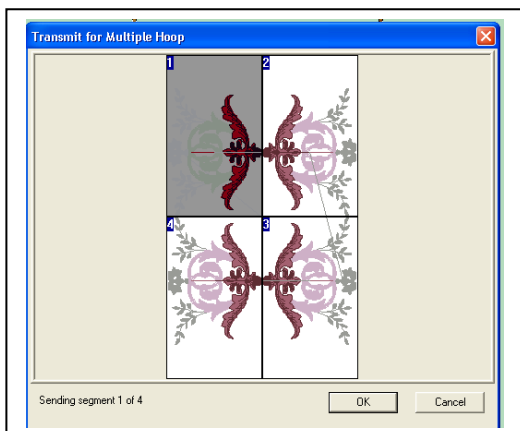 Transmit for Multiple Hoop
1 2
4 3
Sending segment 1 of 4
OK Cancel